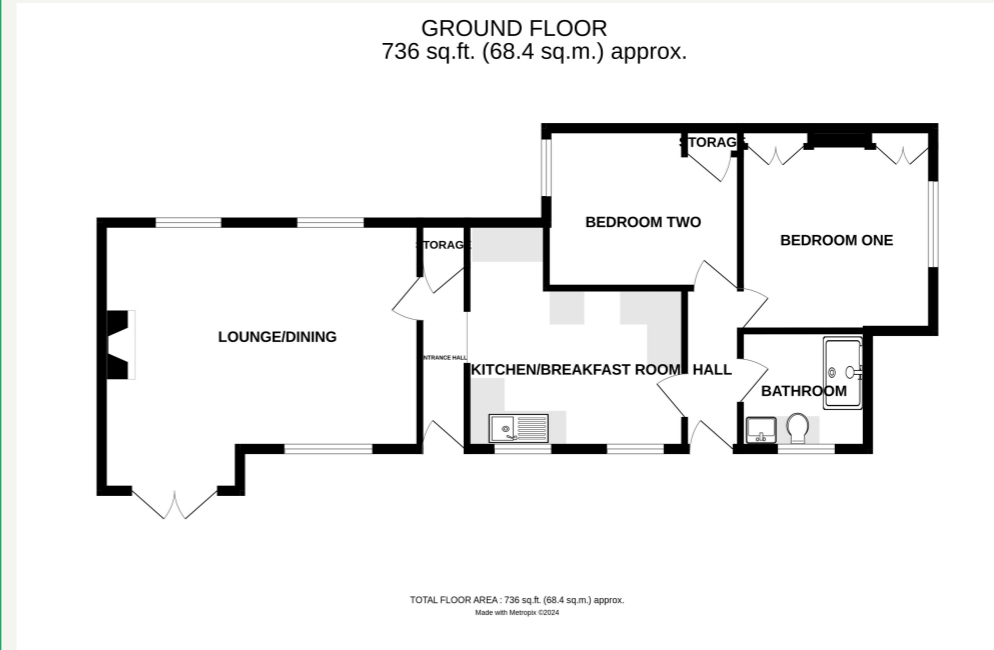 GROUND FLOOR
736 sq.ft. (68.4 sq.m.) approx.
STORAGE
BEDROOM TWO
BEDROOM ONE
STORAGE
LOUNGE/DINING
ENTRANCE HALL
KITCHEN/BREAKFAST ROOM
HALL
BATHROOM
TOTAL FLOOR AREA : 736 sq.ft. (68.4 sq.m.) approx.
Made with Metropix ©2024